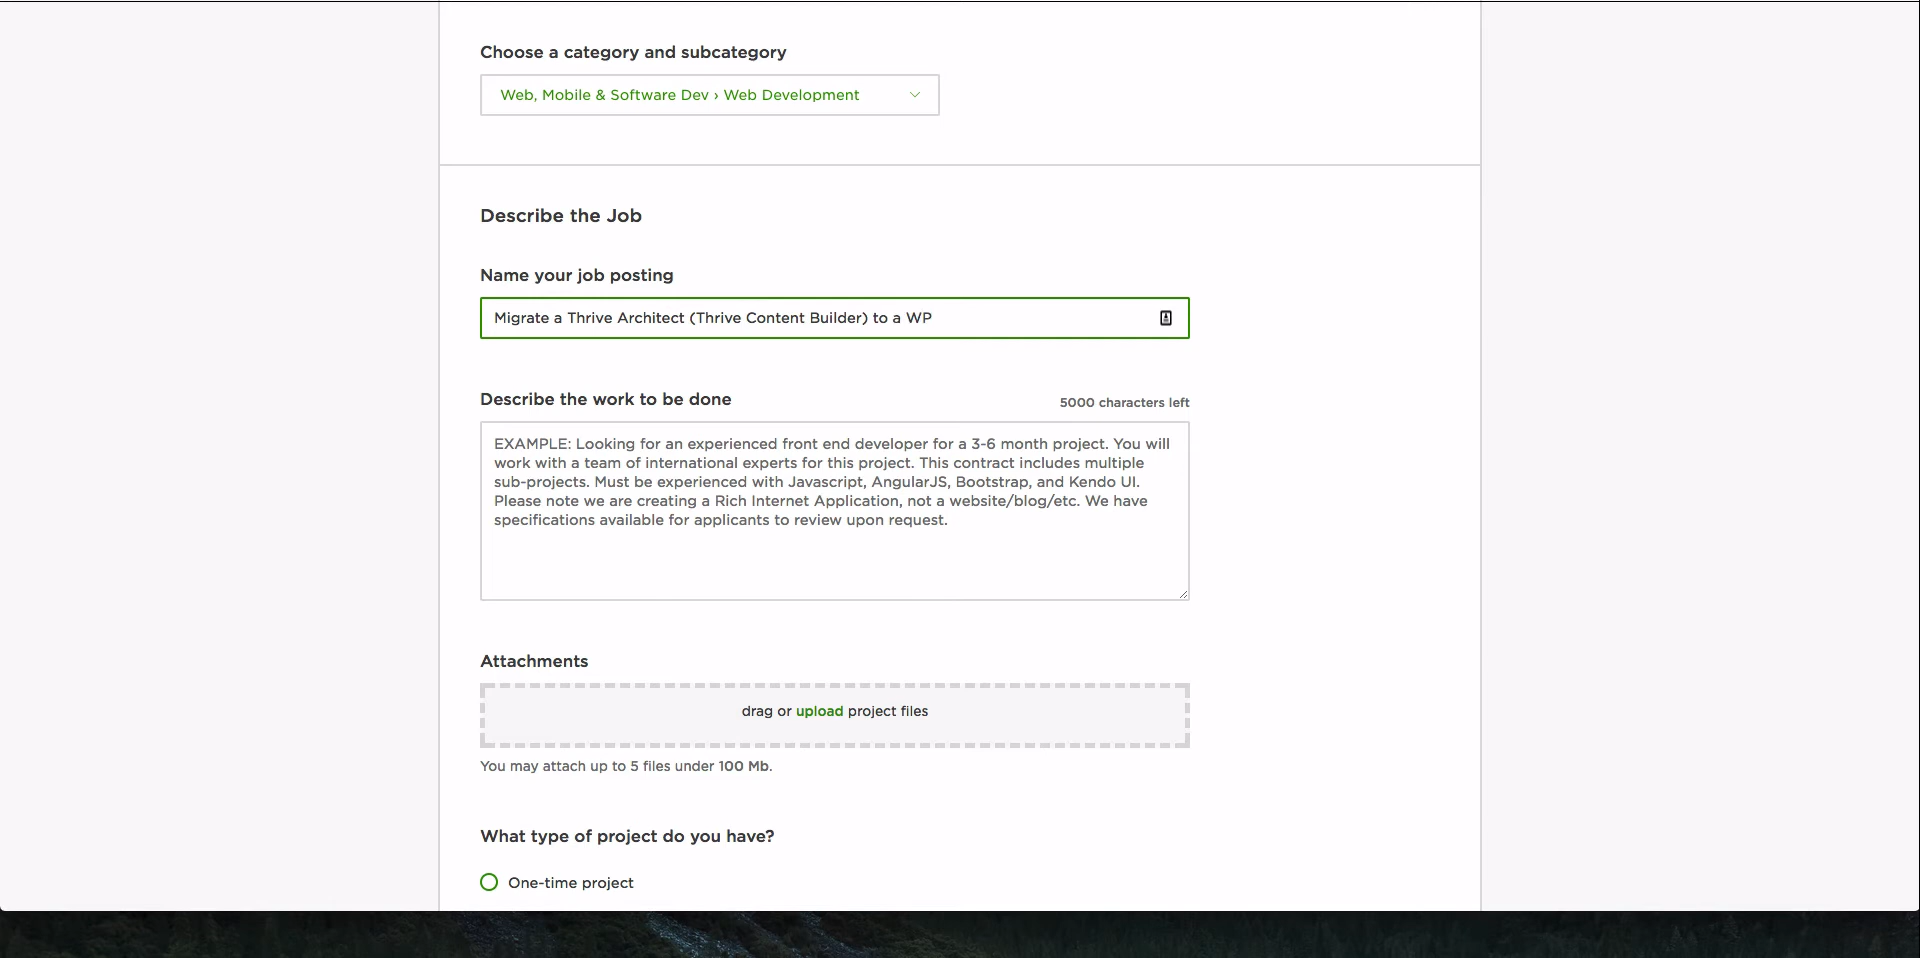 Choose a category and subcategory
Web, Mobile & Software Dev › Web Development
Describe the Job
Name your job posting
Migrate a Thrive Architect (Thrive Content Builder) to a WP
Describe the work to be done
5000 characters left
EXAMPLE: Looking for an experienced front end developer for a 3-6 month project. You will
work with a team of international experts for this project. This contract includes multiple
sub-projects. Must be experienced with Javascript, AngularJS, Bootstrap, and Kendo UI.
Please note we are creating a Rich Internet Application, not a website/blog/etc. We have
specifications available for applicants to review upon request.
Attachments
drag or upload project files
You may attach up to 5 files under 100 Mb.
What type of project do you have?
One-time project